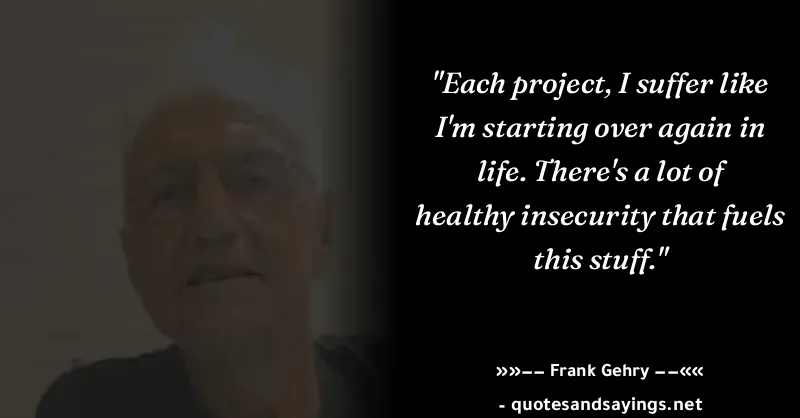 "Each project, I suffer like
I'm starting over again in
life. There's a lot of
healthy insecurity that fuels
this stuff."
»»−− Frank Gehry −−««
- quotesandsayings.net